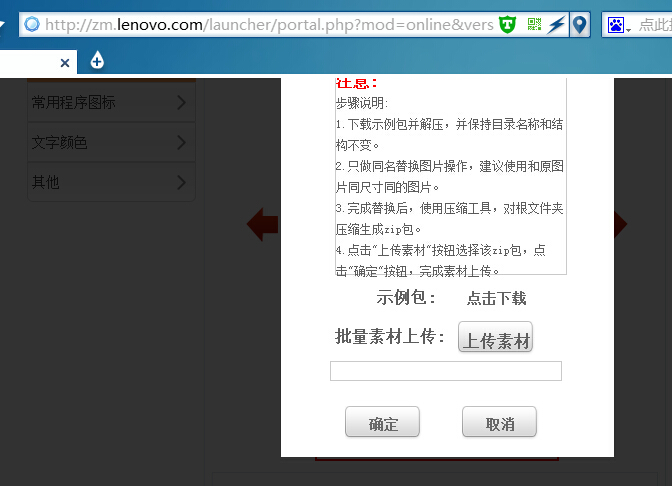 http://zm.lenovo.com/launcher/portal.php?mod=online&vers
点此
常用程序图标
文字颜色
其他
注意：
步骤说明:
1.下载示例包并解压，并保持目录名称和结
构不变。
2.只做同名替换图片操作，建议使用和原图
片同尺寸同的图片。
3.完成替换后，使用压缩工具，对根文件夹
压缩生成zip包。
4.点击“上传素材”按钮选择该zip包，点
击“确定”按钮，完成素材上传。
示例包： 点击下载
批量素材上传： 上传素材
确定 取消